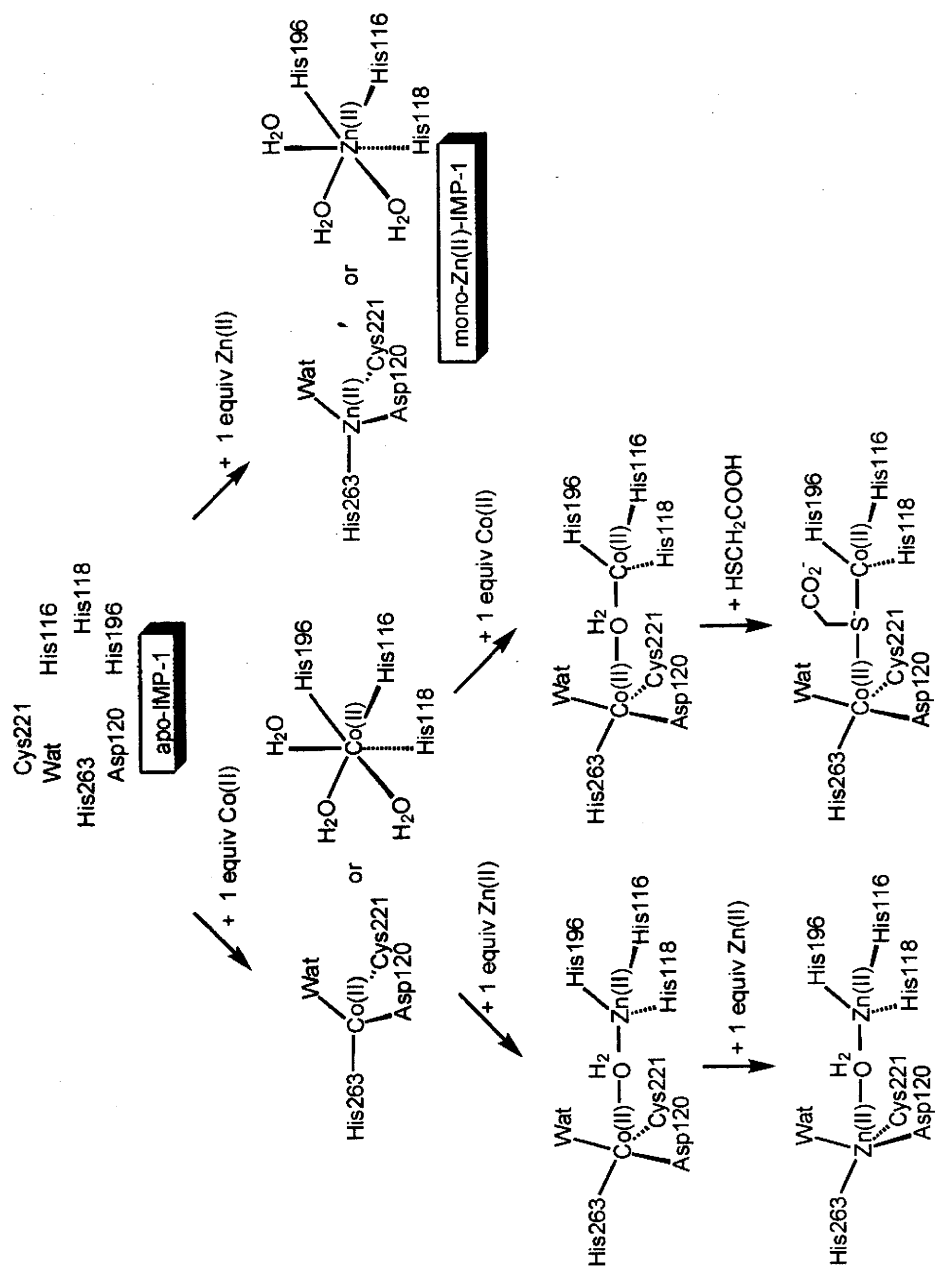 Cys221
Wat His116
His263 His118
Asp120 His196
apo-IMP-1
+ 1 equiv Co(II)
+ 1 equiv Zn(II)
Wat
His263 Co(II) Cys221
Asp120
or
H2O His196
H2O Co(II) His116
H2O His118
Wat
His263 Zn(II) Cys221
Asp120
or
H2O His196
H2O Zn(II) His116
H2O His118
mono-Zn(II)-IMP-1
+ 1 equiv Zn(II)
+ 1 equiv Co(II)
Wat H2 His196
His263 Co(II) O Zn(II) His116
Cys221 His118
Asp120
Wat H2 His196
His263 Co(II) O Co(II) His116
Cys221 His118
Asp120
+ 1 equiv Zn(II)
+ HSCH2COOH
Wat H2 His196
His263 Zn(II) O Zn(II) His116
Cys221 His118
Asp120
CO2-
Wat His196
His263 Co(II) S- Co(II) His116
Cys221 His118
Asp120